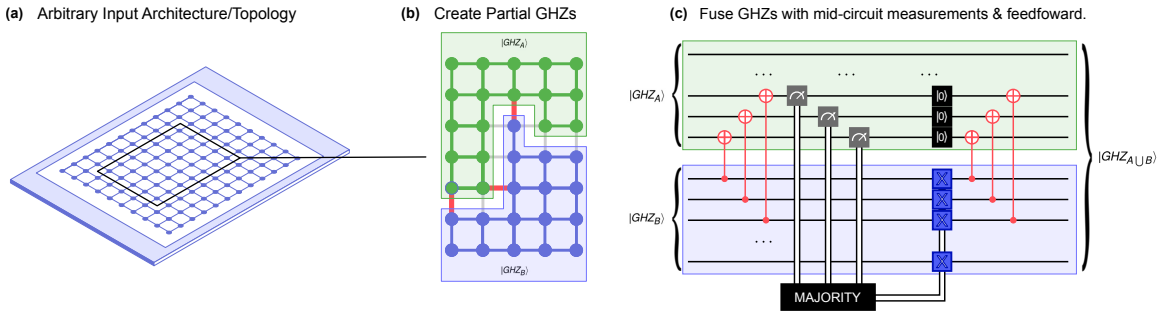 (a) Arbitrary Input Architecture/Topology
(b) Create Partial GHZs
|GHZ_A⟩
|GHZ_B⟩
(c) Fuse GHZs with mid-circuit measurements & feedfoward.
|GHZ_A⟩
... ... ...
|0⟩
|0⟩
|0⟩
|GHZ_A⋃B⟩
|GHZ_B⟩
X
X
X
...
X
MAJORITY